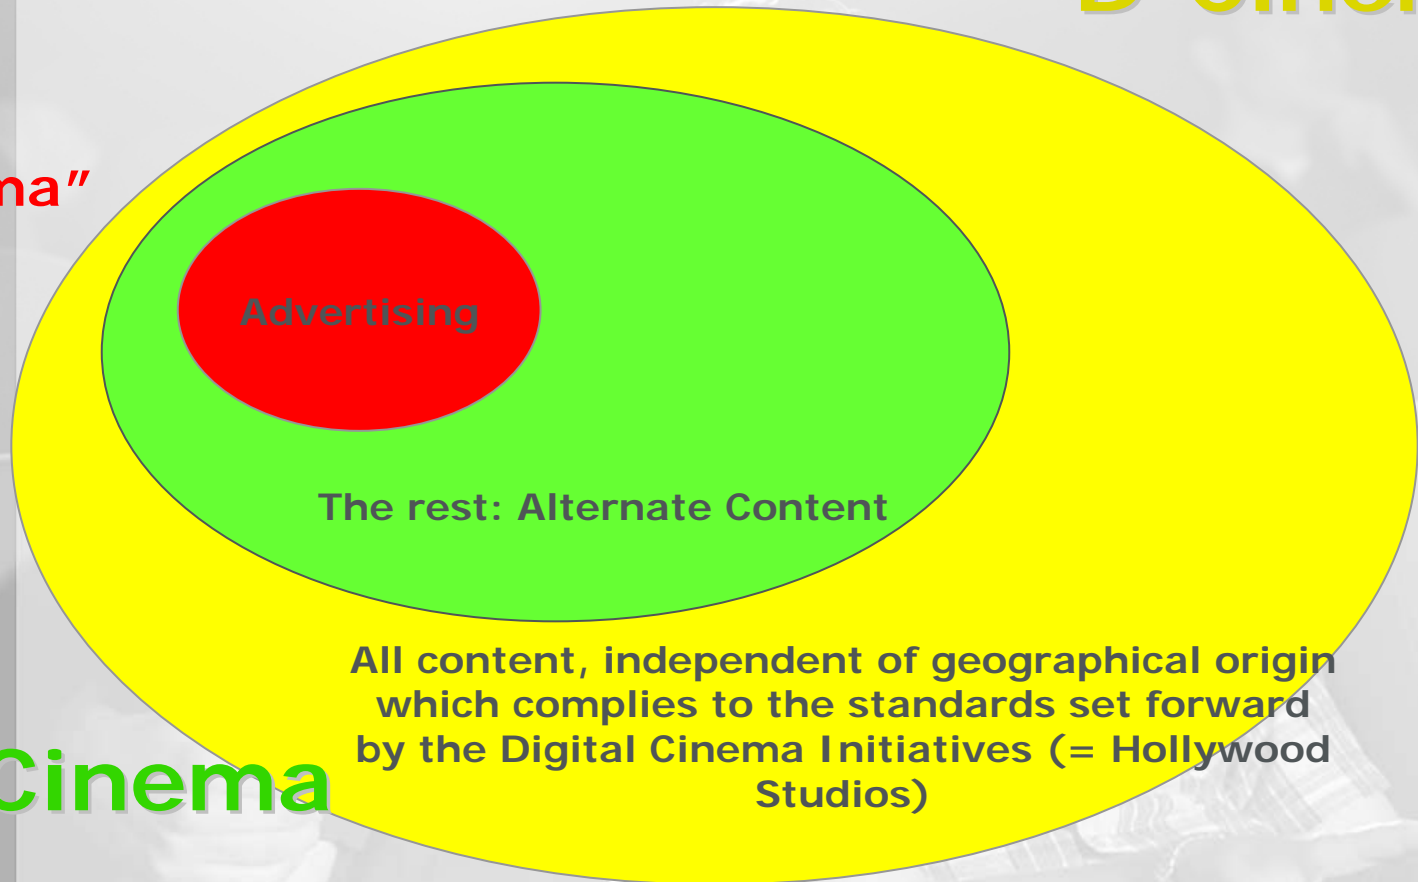 ma”
Advertising
The rest: Alternate Content
All content, independent of geographical origin
which complies to the standards set forward
by the Digital Cinema Initiatives (= Hollywood
Studios)
Cinema